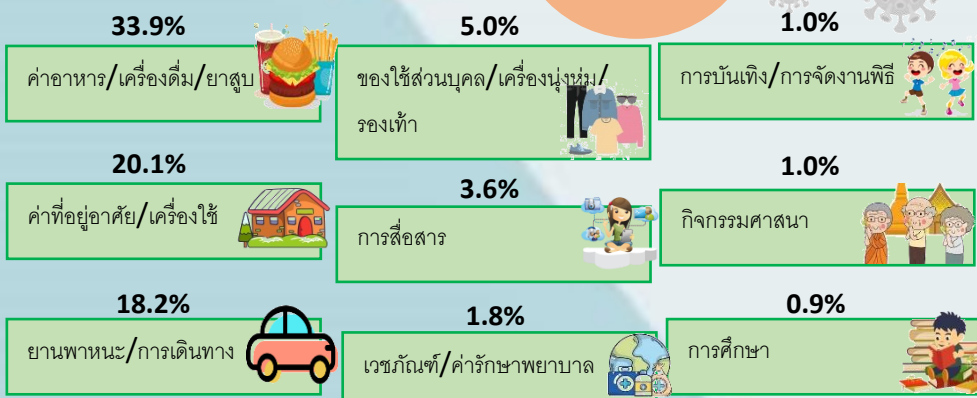 33.9%
ค่าอาหาร/เครื่องดื่ม/ยาสูบ
20.1%
ค่าที่อยู่อาศัย/เครื่องใช้
18.2%
ยานพาหนะ/การเดินทาง
5.0%
ของใช้ส่วนบุคล/เครื่องนุ่งห่ม/
รองเท้า
3.6%
การสื่อสาร
1.8%
เวชภัณฑ์/ค่ารักษาพยาบาล
1.0%
การบันเทิง/การจัดงานพิธี
1.0%
กิจกรรมศาสนา
0.9%
การศึกษา